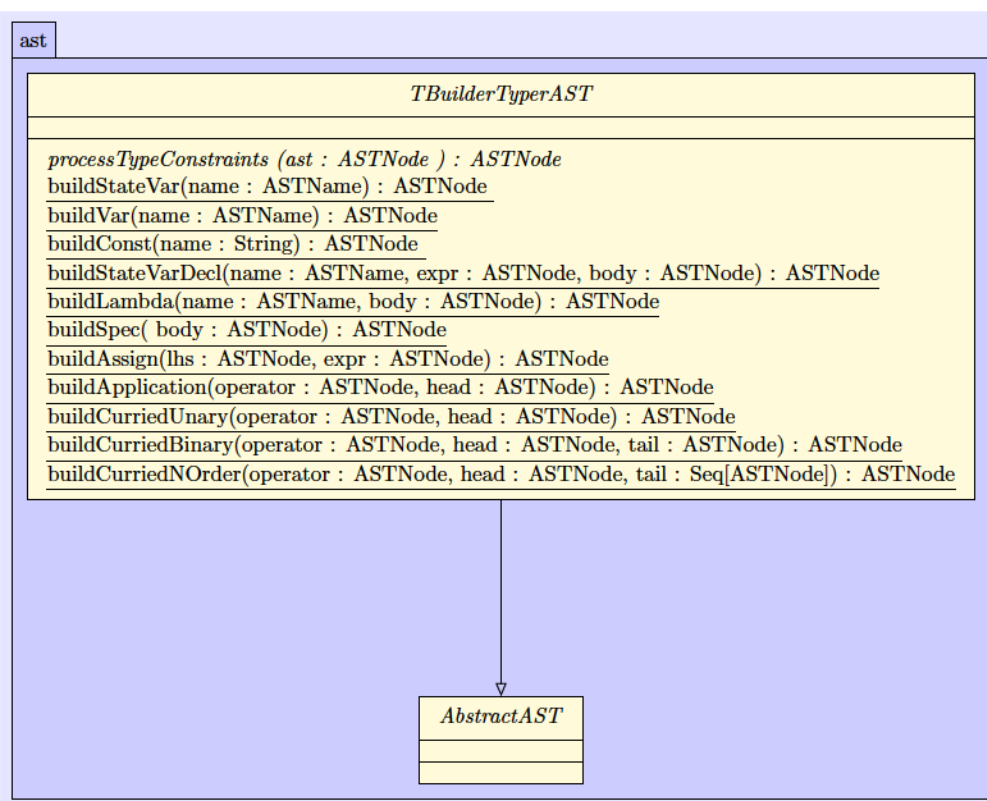 ast
TBuilderTyperAST
processTypeConstraints (ast : ASTNode ) : ASTNode
buildStateVar(name : ASTName) : ASTNode
buildVar(name : ASTName) : ASTNode
buildConst(name : String) : ASTNode
buildStateVarDecl(name : ASTName, expr : ASTNode, body : ASTNode) : ASTNode
buildLambda(name : ASTName, body : ASTNode) : ASTNode
buildSpec( body : ASTNode) : ASTNode
buildAssign(lhs : ASTNode, expr : ASTNode) : ASTNode
buildApplication(operator : ASTNode, head : ASTNode) : ASTNode
buildCurriedUnary(operator : ASTNode, head : ASTNode) : ASTNode
buildCurriedBinary(operator : ASTNode, head : ASTNode, tail : ASTNode) : ASTNode
buildCurriedNOrder(operator : ASTNode, head : ASTNode, tail : Seq[ASTNode]) : ASTNode
AbstractAST